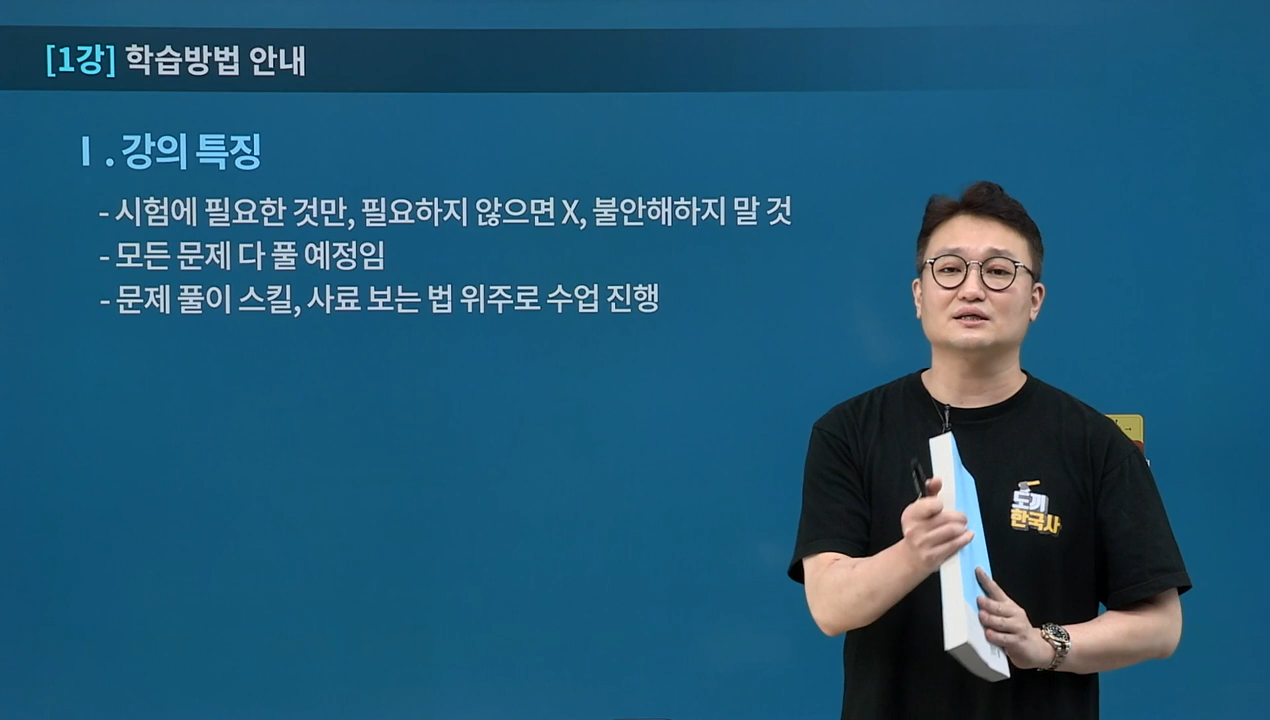 [1강] 학습방법 안내
Ⅰ. 강의 특징
- 시험에 필요한 것만, 필요하지 않으면 X, 불안해하지 말 것
- 모든 문제 다 풀 예정임
- 문제 풀이 스킬, 사료 보는 법 위주로 수업 진행
도끼
한국사